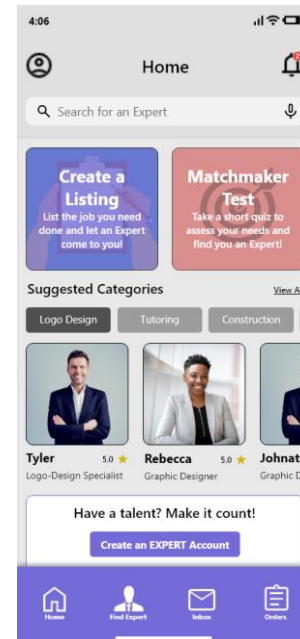 4:06
Home
2
Search for an Expert
Create a
Listing
List the job you need
done and let an Expert
come to you!
Matchmaker
Test
Take a short quiz to
assess your needs and
find you an Expert!
Suggested Categories
View A
Logo Design
Tutoring
Construction
Tyler
5.0
Rebecca
5.0
Johnat
Logo-Design Specialist
Graphic Designer
Graphic D
Have a talent? Make it count!
Create an EXPERT Account
Home
Find Expert
Inbox
Orders